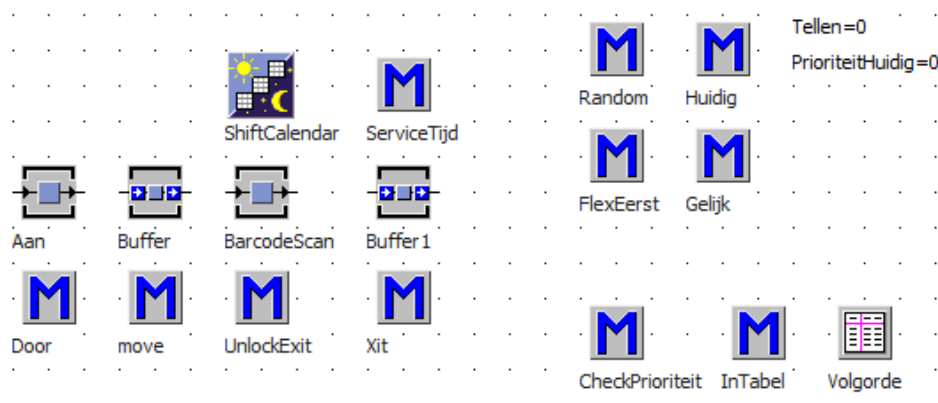 Tellen=0
PrioriteitHuidig=0
Random Huidig
ShiftCalendar ServiceTijd
FlexEerst Gelijk
Aan Buffer BarcodeScan Buffer1
Door move UnlockExit Xit
CheckPrioriteit InTabel Volgorde